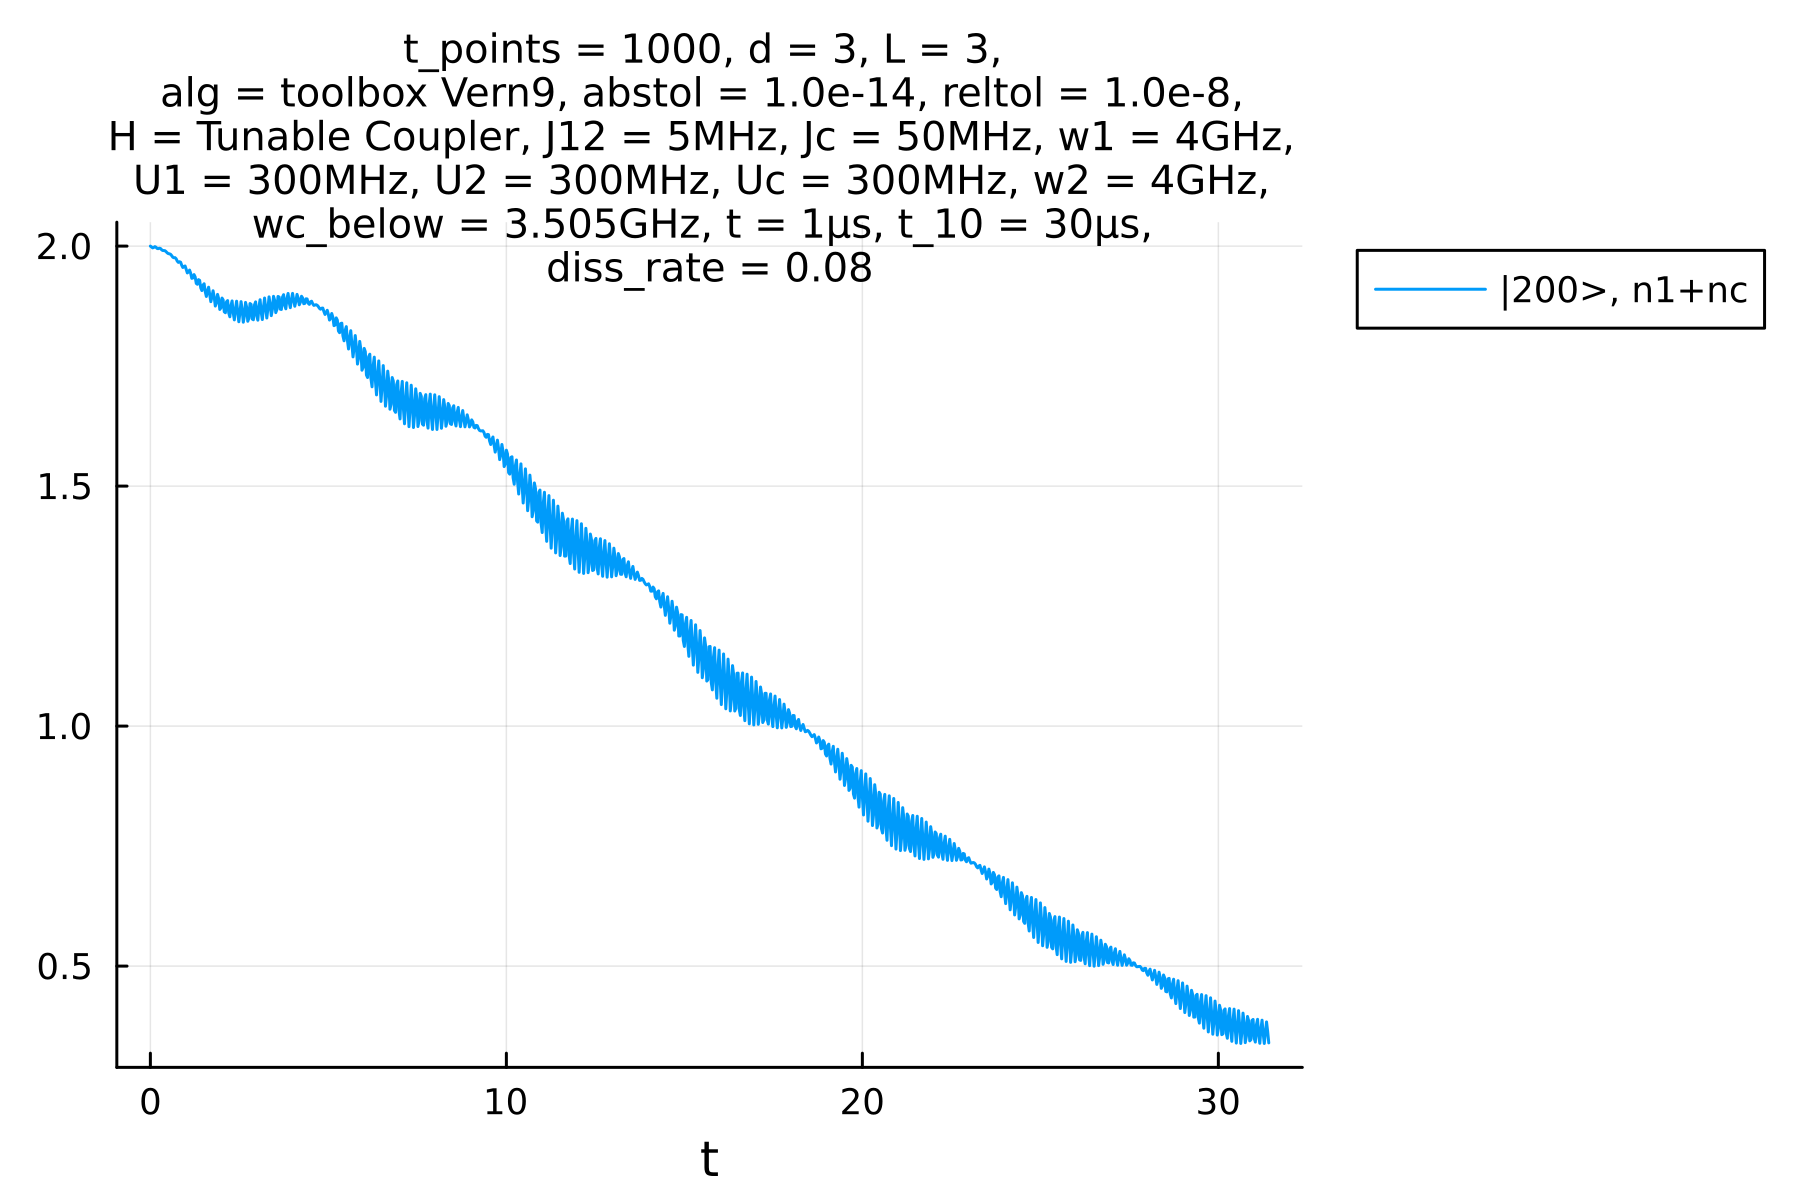 t_points = 1000, d = 3, L = 3,
alg = toolbox Vern9, abstol = 1.0e-14, reltol = 1.0e-8,
H = Tunable Coupler, J12 = 5MHz, Jc = 50MHz, w1 = 4GHz,
U1 = 300MHz, U2 = 300MHz, Uc = 300MHz, w2 = 4GHz,
wc_below = 3.505GHz, t = 1μs, t_10 = 30μs,
diss_rate = 0.08
2.0
1.5
1.0
0.5
0 10 20 30
t
|200>, n1+nc